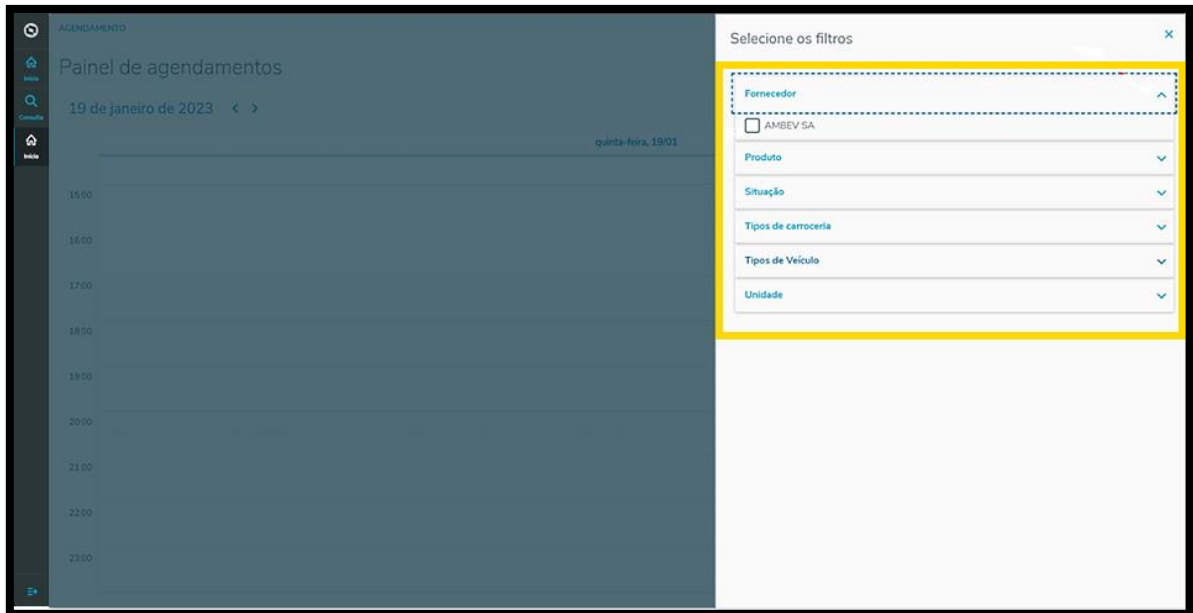 AGENDAMENTO
Início
Consulta
Início
Painel de agendamentos
19 de janeiro de 2023
quinta-feira, 19/01
15:00
16:00
17:00
18:00
19:00
20:00
21:00
22:00
23:00
Selecione os filtros
Fornecedor
AMBEV SA
Produto
Situação
Tipos de carroceria
Tipos de Veículo
Unidade